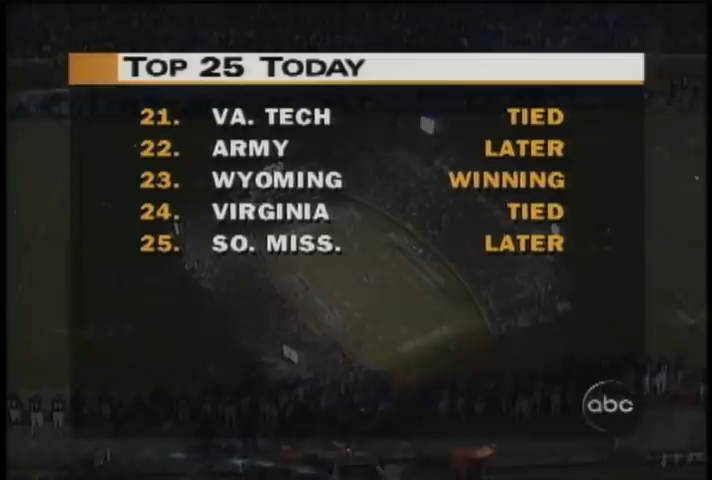 TOP 25 TODAY
21. VA. TECH TIED
22. ARMY LATER
23. WYOMING WINNING
24. VIRGINIA TIED
25. SO. MISS. LATER
abc